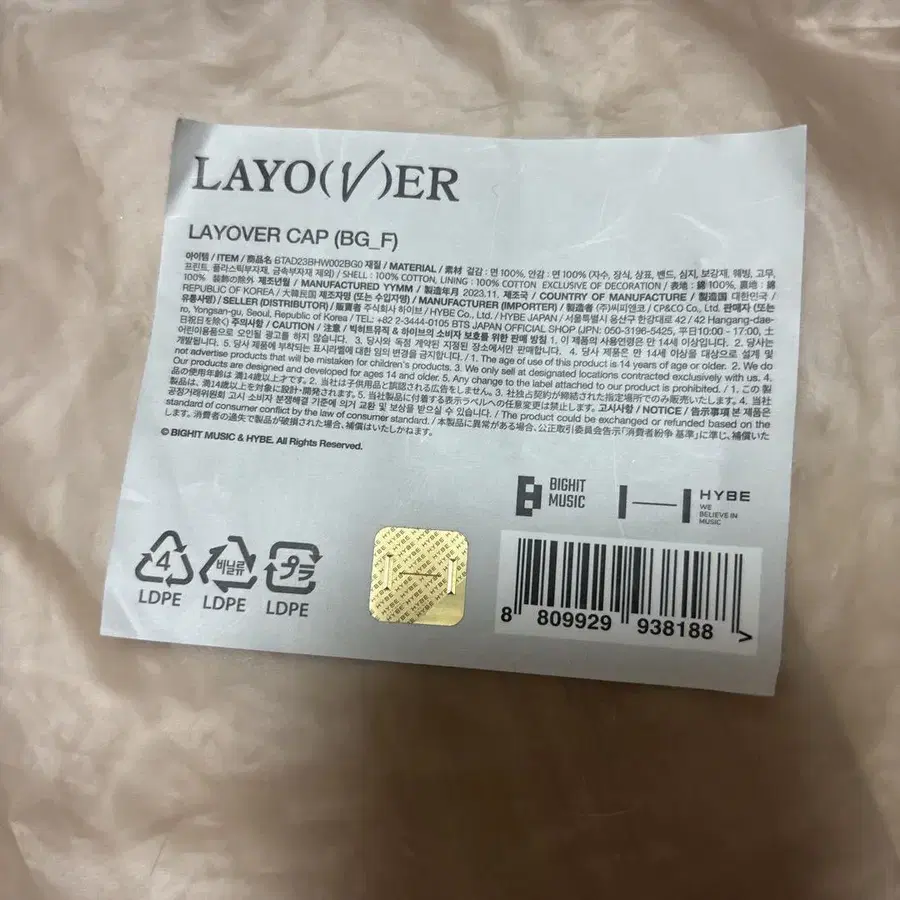 LAYO(V)ER
LAYOVER CAP (BG_F)
아이템 / ITEM / 商品名 BTAD23BHW002BG0 재질 / MATERIAL / 素材 겉감 : 면 100%, 안감 : 면 100% (자수, 장식, 상표, 밴드, 심지, 보강재, 웨빙, 고무,
프린트, 플라스틱부자재, 금속부자재 제외) / SHELL : 100% COTTON, LINING : 100% COTTON EXCLUSIVE OF DECORATION / 表地 : 綿 100%, 裏地 : 綿
100% 装飾の除外 제조년월 / MANUFACTURED YYMM / 製造年月 2023.11. 제조국 / COUNTRY OF MANUFACTURE / 製造国 대한민국 /
REPUBLIC OF KOREA / 大韓民国 제조자명 (또는 수입자명) / MANUFACTURER (IMPORTER) / 製造者 (주)씨피앤코 / CP&CO Co., Ltd. 판매자 (또는
유통사명) / SELLER (DISTRIBUTOR) / 販賣者 주식회사 하이브 / HYBE Co., Ltd. / HYBE JAPAN / 서울특별시 용산구 한강대로 42 / 42 Hangang-dae-
ro, Yongsan-gu, Seoul, Republic of Korea / TEL +82 2-3444-0105 BTS JAPAN OFFICIAL SHOP (JPN: 050-3196-5425, 平日10:00 - 17:00, 土
日祝日を除く) 주의사항 / CAUTION / 注意 빅히트뮤직 & 하이브의 소비자 보호를 위한 판매 방침 1. 이 제품의 사용연령은 만 14세 이상입니다. 2. 당사는
어린이용품으로 오인될 광고를 하지 않습니다. 3. 당사와 독점 계약된 지정된 장소에서만 판매합니다. 4. 당사 제품은 만 14세 이상을 대상으로 설계 및
개발됩니다. 5. 당사 제품에 부착되는 표시라벨에 대한 임의 변경을 금지합니다. / 1. The age of use of this product is 14 years of age or older. 2. We do
not advertise products that will be mistaken for children's products. 3. We only sell at designated locations contracted exclusively with us. 4.
Our products are designed and developed for ages 14 and older. 5. Any change to the label attached to our product is prohibited. / 1. この製
品の使用年齢は 満14歳以上才です。2. 当社は子供用品と誤認される広告をしません。3. 社独占契約が締結された指定場所でのみ販売いたします。4. 当社
製品は、満14歳以上を対象に設計·開発されます。5. 当社製品に付着される表示ラベルへの任意変更は禁止します。고시사항 / NOTICE / 告示事項 본 제품은
공정거래위원회 고시 소비자 분쟁해결 기준에 의거 교환 및 보상을 받으실 수 있습니다. / The product could be exchanged or refunded based on the
standard of consumer conflict by the law of consumer standard. / 本製品に異常がある場合、公正取引委員会告示「消費者紛争 基準」に準じ、補償いた
します。消費者の過失で製品が破損された場合、補償はいたしかねます。
© BIGHIT MUSIC & HYBE. All Rights Reserved.
BIGHIT
MUSIC
HYBE
WE
BELIEVE IN
MUSIC
4 비닐류 プラ
LDPE LDPE LDPE
HYBE HYBE HYBE
8 809929 938188 >